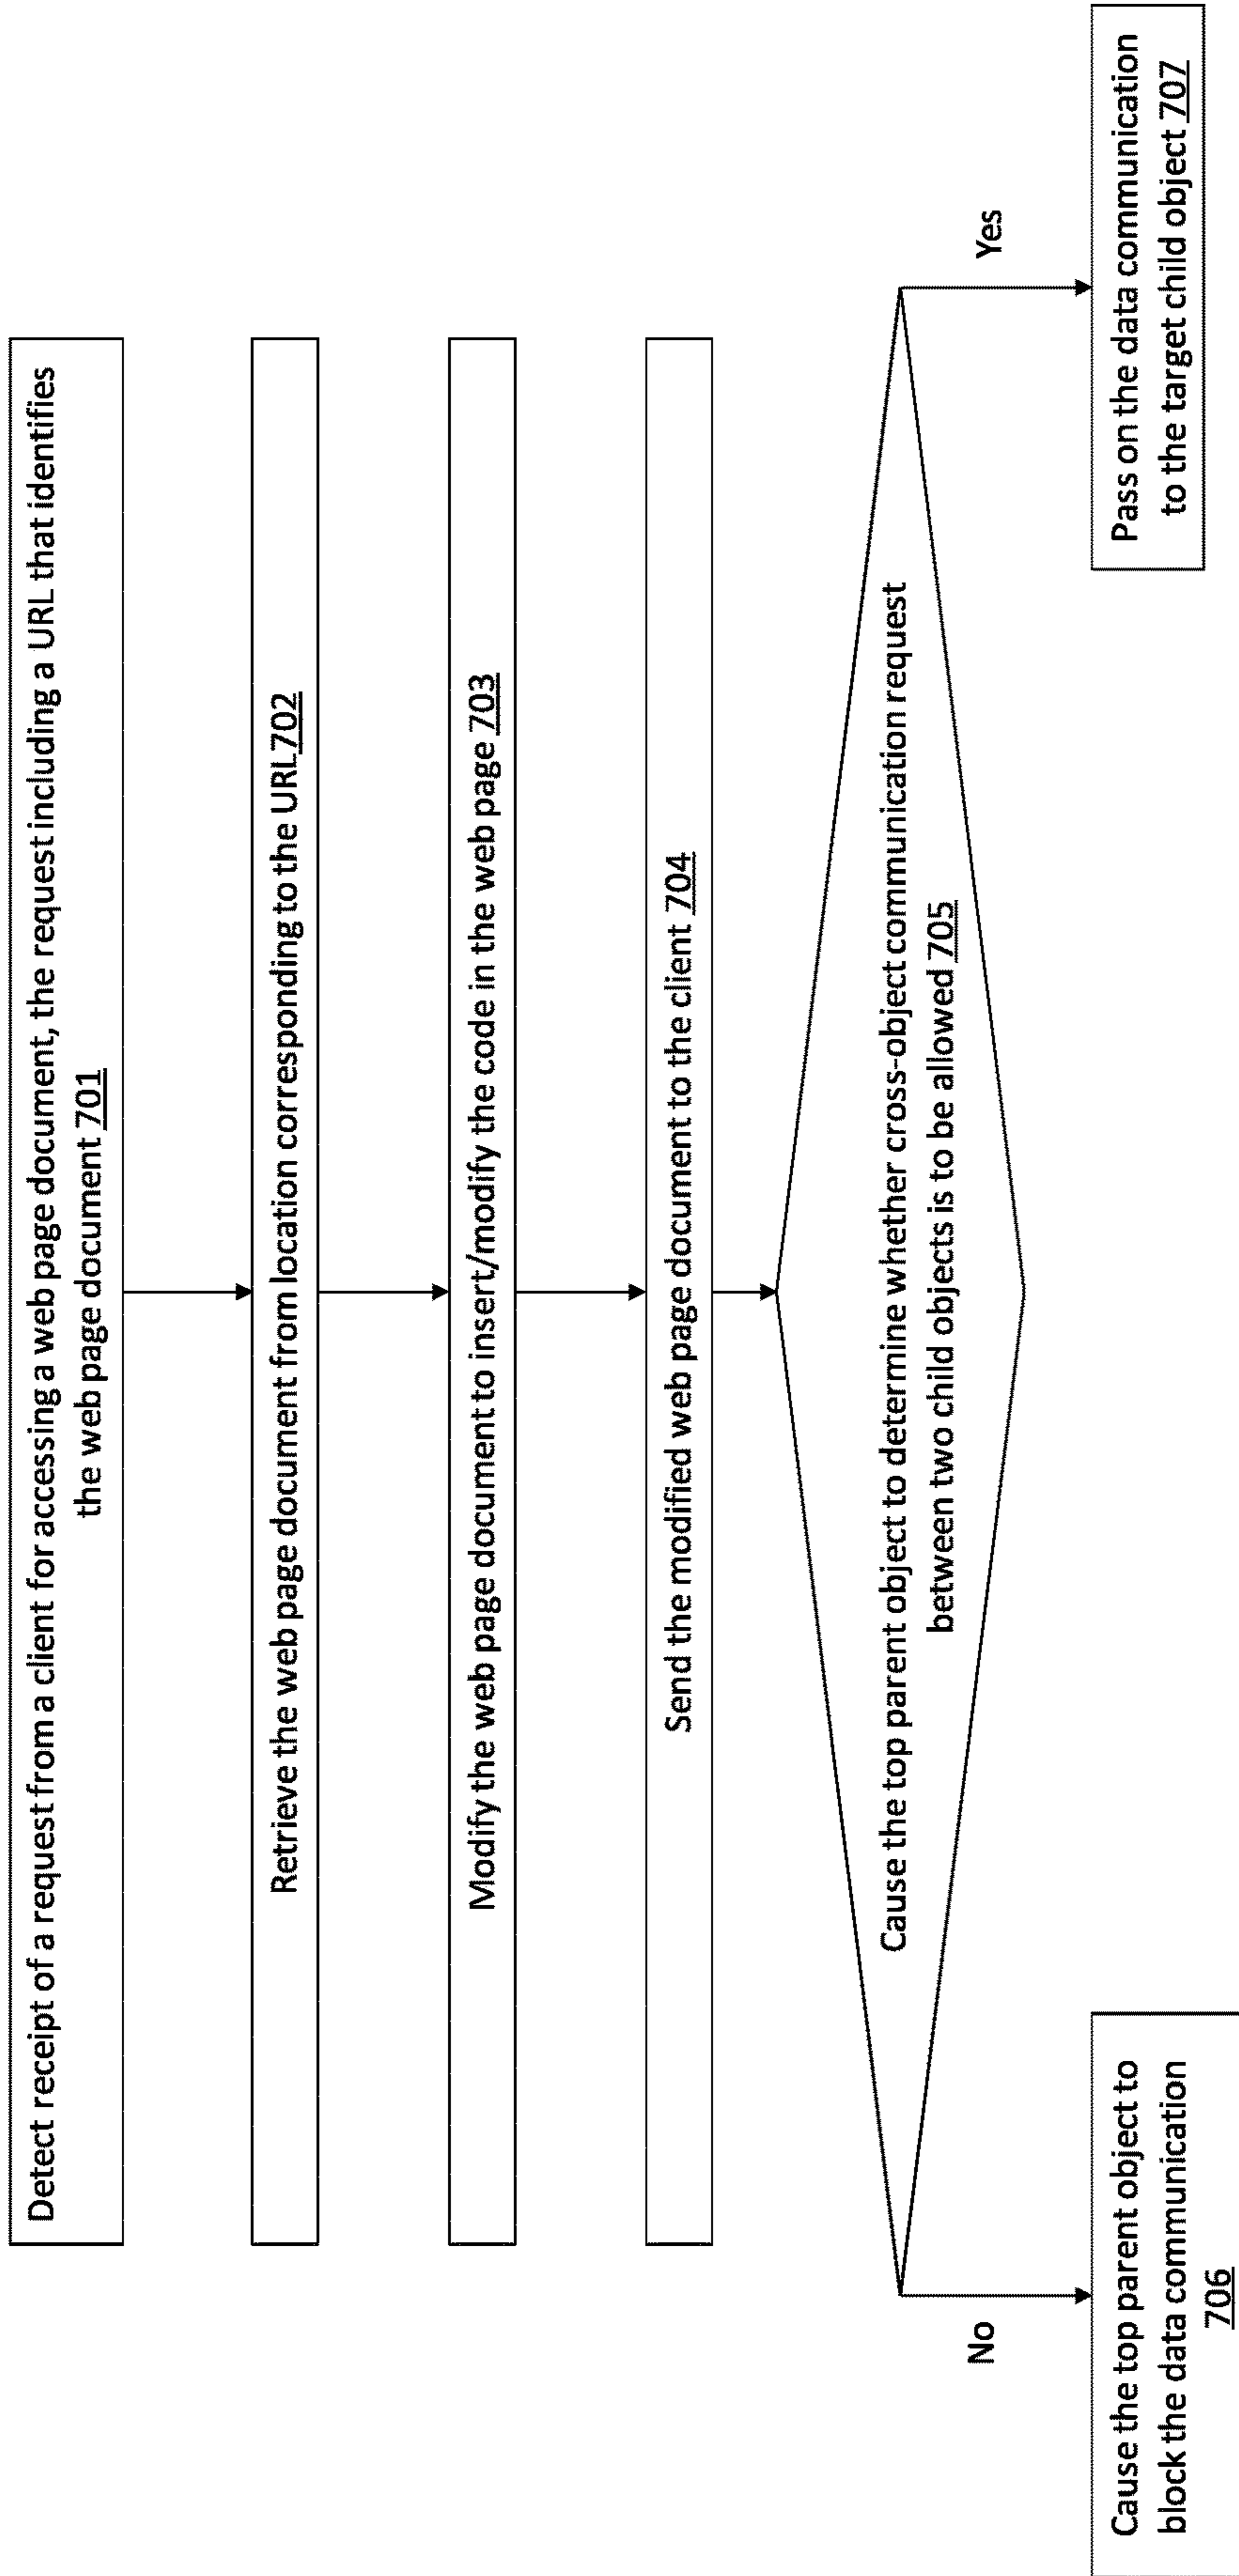 Detect receipt of a request from a client for accessing a web page document, the request including a URL that identifies
the web page document 701
Retrieve the web page document from location corresponding to the URL702
Modify the web page document to insert/modify the code in the web page 703
Send the modified web page document to the client 704
Cause the top parent object to determine whether cross-object communication request
between two child objects is to be allowed 705
No
Yes
Cause the top parent object to
block the data communication
706
Pass on the data communication
to the target child object 707